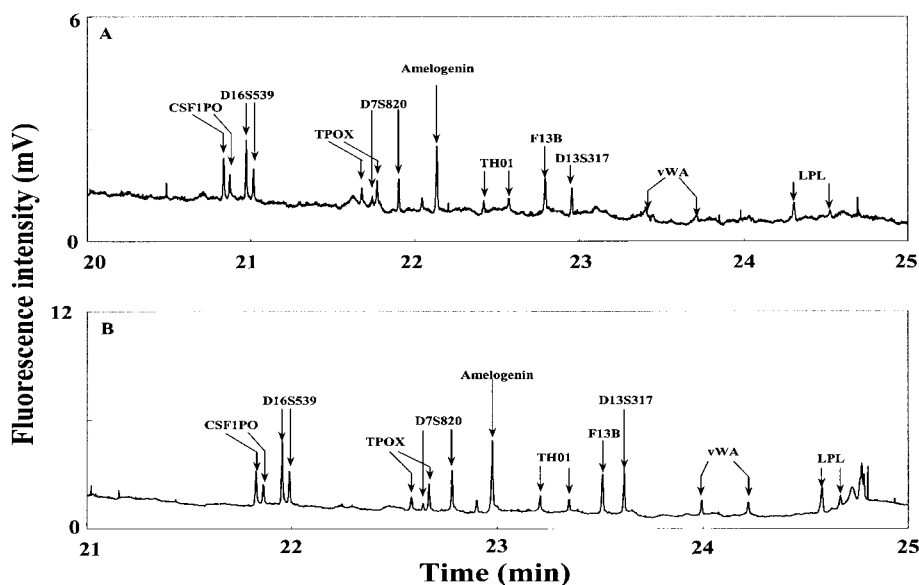 Fluorescence intensity (mV)
6
A
Amelogenin
D16S539
CSF1PO
D7S820
TPOX
F13B
D13S317
TH01
vWA
LPL
0
20 21 22 23 24 25
12
B
Amelogenin
D16S539
D13S317
D7S820
CSF1PO
F13B
TPOX
TH01
vWA
LPL
0
21 22 23 24 25
Time (min)